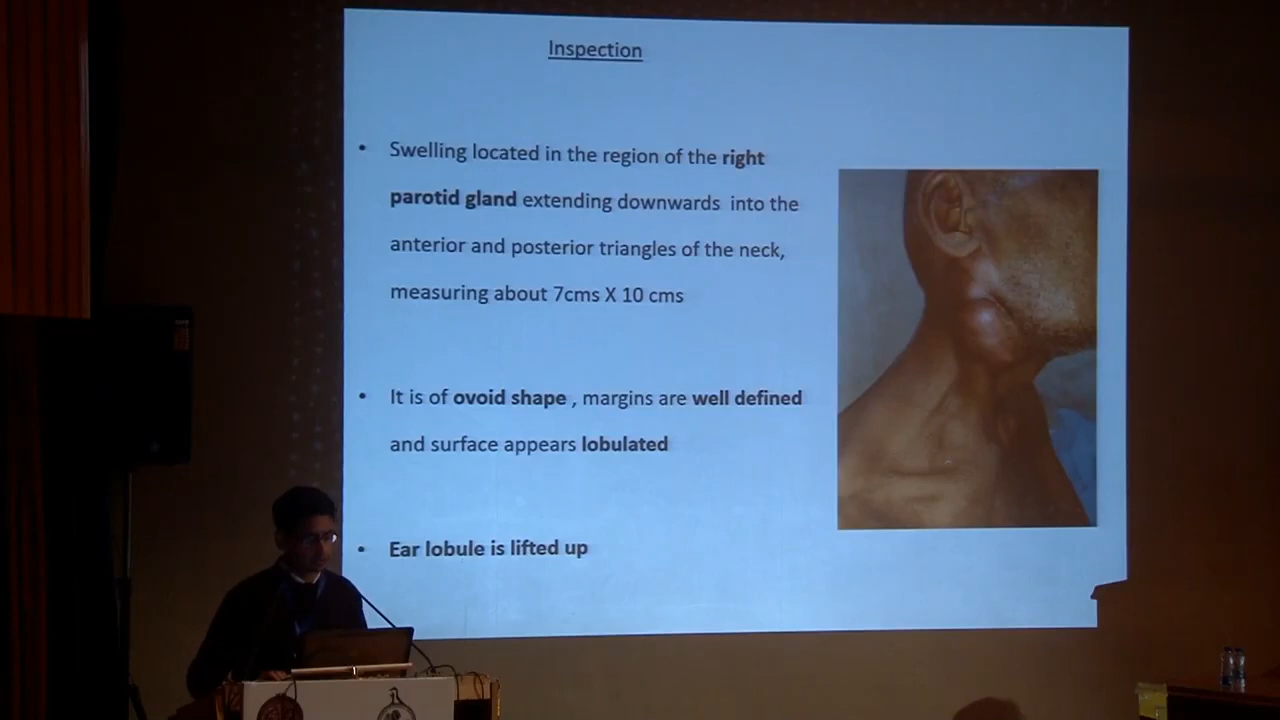 Inspection
• Swelling located in the region of the right
parotid gland extending downwards into the
anterior and posterior triangles of the neck,
measuring about 7cms X 10 cms
• It is of ovoid shape , margins are well defined
and surface appears lobulated
• Ear lobule is lifted up